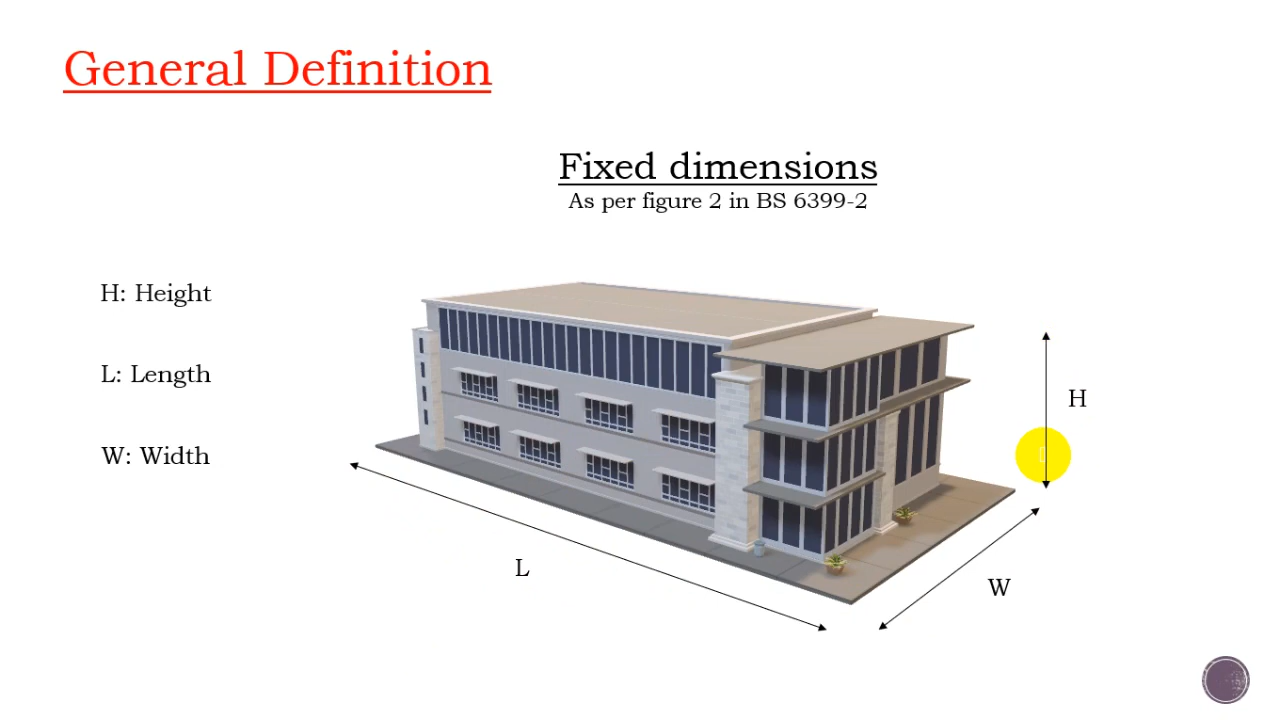 General Definition
Fixed dimensions
As per figure 2 in BS 6399-2
H: Height
L: Length
W: Width
H
L
W